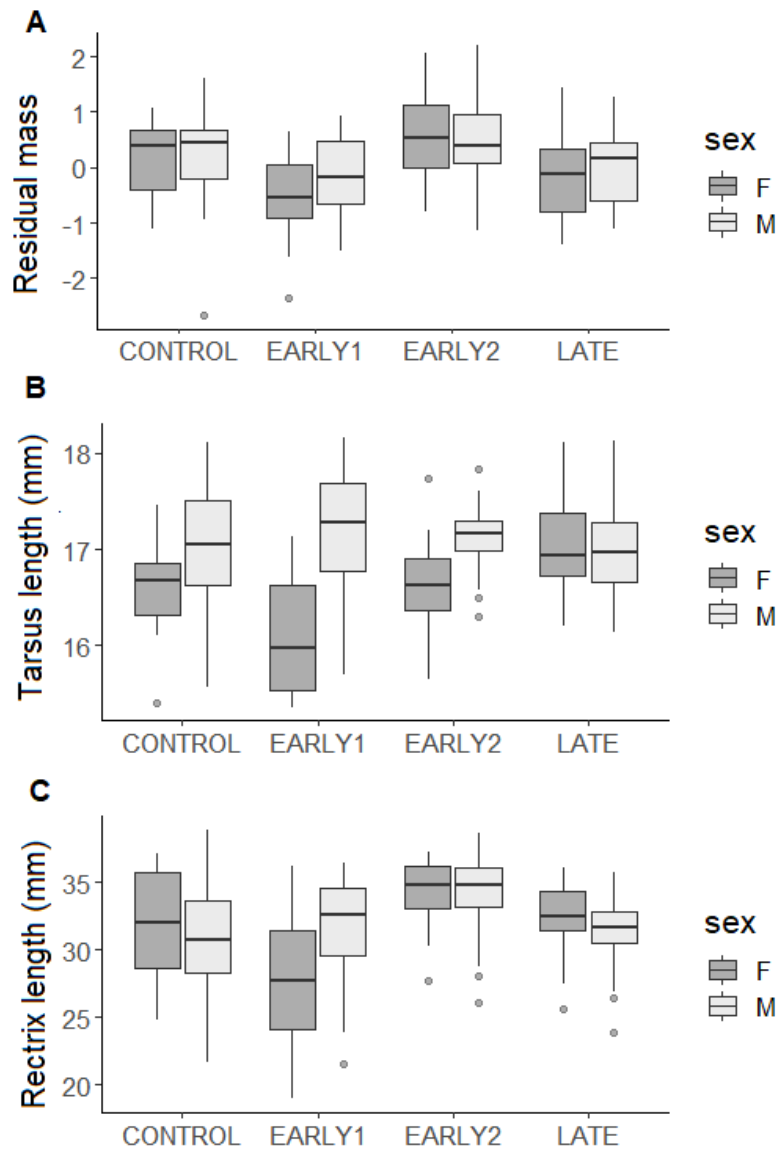 A
Residual mass
2
1
0
-1
-2
CONTROL EARLY1 EARLY2 LATE
sex
F
M
B
Tarsus length (mm)
18
17
16
CONTROL EARLY1 EARLY2 LATE
sex
F
M
C
Rectrix length (mm)
35
30
25
20
CONTROL EARLY1 EARLY2 LATE
sex
F
M